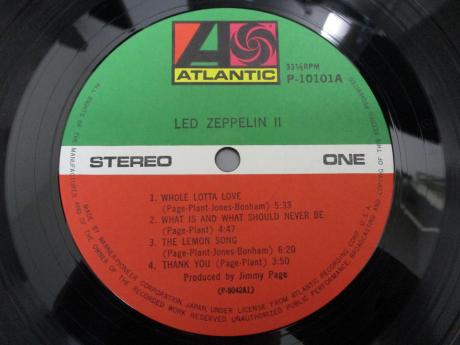 ATLANTIC
33⅓RPM
P-10101A
LED ZEPPELIN II
STEREO
ONE
1. WHOLE LOTTA LOVE
(Page-Plant-Jones-Bonham) 5:33
2. WHAT IS AND WHAT SHOULD NEVER BE
(Page-Plant) 4:47
3. THE LEMON SONG
(Page-Plant-Jones-Bonham) 6:20
4. THANK YOU (Page-Plant) 3:50
Produced by Jimmy Page
(P-8042A1)
ALL RIGHTS OF THE MANUFACTURER AND OF THE OWNER OF THE RECORDED WORK RESERVED. UNAUTHORIZED PUBLIC PERFORMANCE, BROADCASTING AND COPYING OF THIS RECORD PROHIBITED
MADE BY WARNER-PIONEER CORPORATION, JAPAN, UNDER LICENSE FROM ATLANTIC RECORDING CORP., U.S.A.